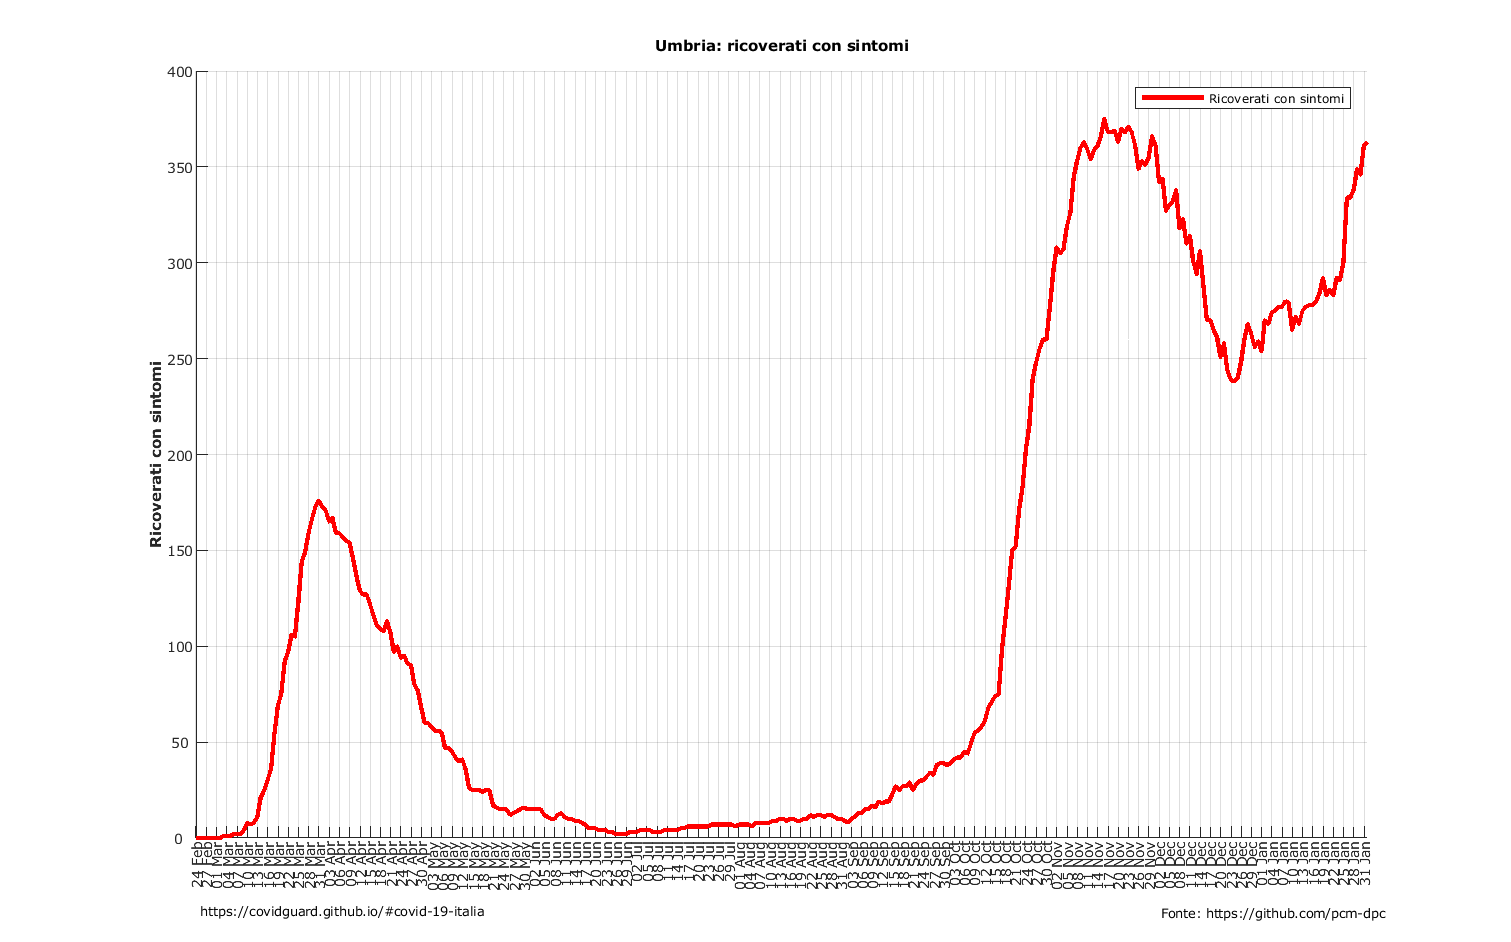 Umbria: ricoverati con sintomi
Ricoverati con sintomi
Ricoverati con sintomi
400
350
300
250
200
150
100
50
0
24 Feb
27 Feb
01 Mar
04 Mar
07 Mar
10 Mar
13 Mar
16 Mar
19 Mar
22 Mar
25 Mar
28 Mar
31 Mar
03 Apr
06 Apr
09 Apr
12 Apr
15 Apr
18 Apr
21 Apr
24 Apr
27 Apr
30 Apr
03 May
06 May
09 May
12 May
15 May
18 May
21 May
24 May
27 May
30 May
02 Jun
05 Jun
08 Jun
11 Jun
14 Jun
17 Jun
20 Jun
23 Jun
26 Jun
29 Jun
02 Jul
05 Jul
08 Jul
11 Jul
14 Jul
17 Jul
20 Jul
23 Jul
26 Jul
29 Jul
01 Aug
04 Aug
07 Aug
10 Aug
13 Aug
16 Aug
19 Aug
22 Aug
25 Aug
28 Aug
31 Aug
03 Sep
06 Sep
09 Sep
12 Sep
15 Sep
18 Sep
21 Sep
24 Sep
27 Sep
30 Sep
03 Oct
06 Oct
09 Oct
12 Oct
15 Oct
18 Oct
21 Oct
24 Oct
27 Oct
30 Oct
02 Nov
05 Nov
08 Nov
11 Nov
14 Nov
17 Nov
20 Nov
23 Nov
26 Nov
29 Nov
02 Dec
05 Dec
08 Dec
11 Dec
14 Dec
17 Dec
20 Dec
23 Dec
26 Dec
29 Dec
01 Jan
04 Jan
07 Jan
10 Jan
13 Jan
16 Jan
19 Jan
22 Jan
25 Jan
28 Jan
31 Jan
https://covidguard.github.io/#covid-19-italia
Fonte: https://github.com/pcm-dpc